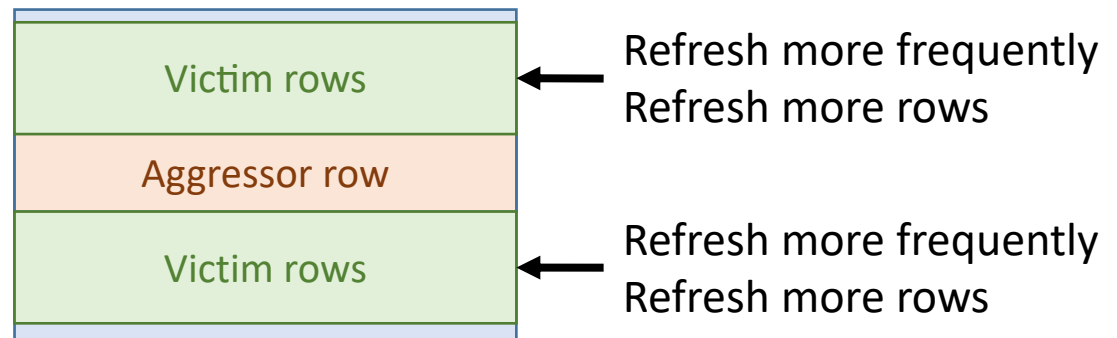 Victim rows
Refresh more frequently
Refresh more rows
Aggressor row
Victim rows
Refresh more frequently
Refresh more rows